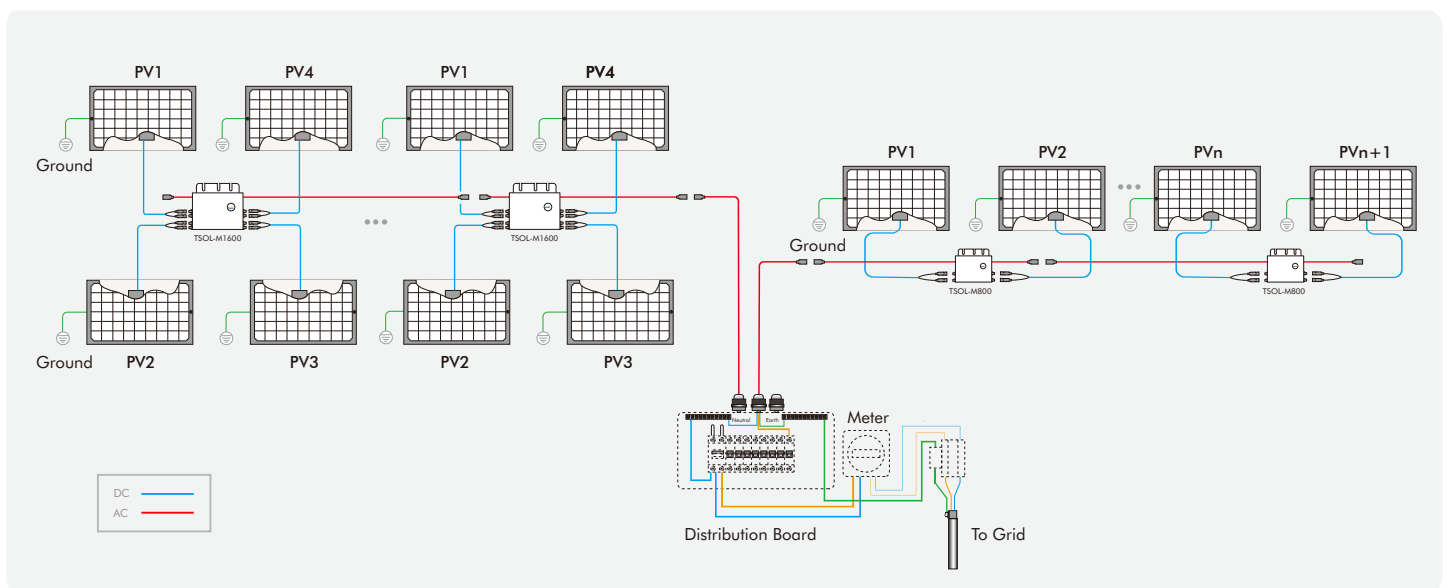 PV1 PV4 PV1 PV4
Ground
TSOL-M1600 TSOL-M1600
Ground PV2 PV3 PV2 PV3
PV1 PV2 PVn PVn+1
Ground
TSOL-M800 TSOL-M800
Neutral Earth Meter
Distribution Board To Grid
DC
AC